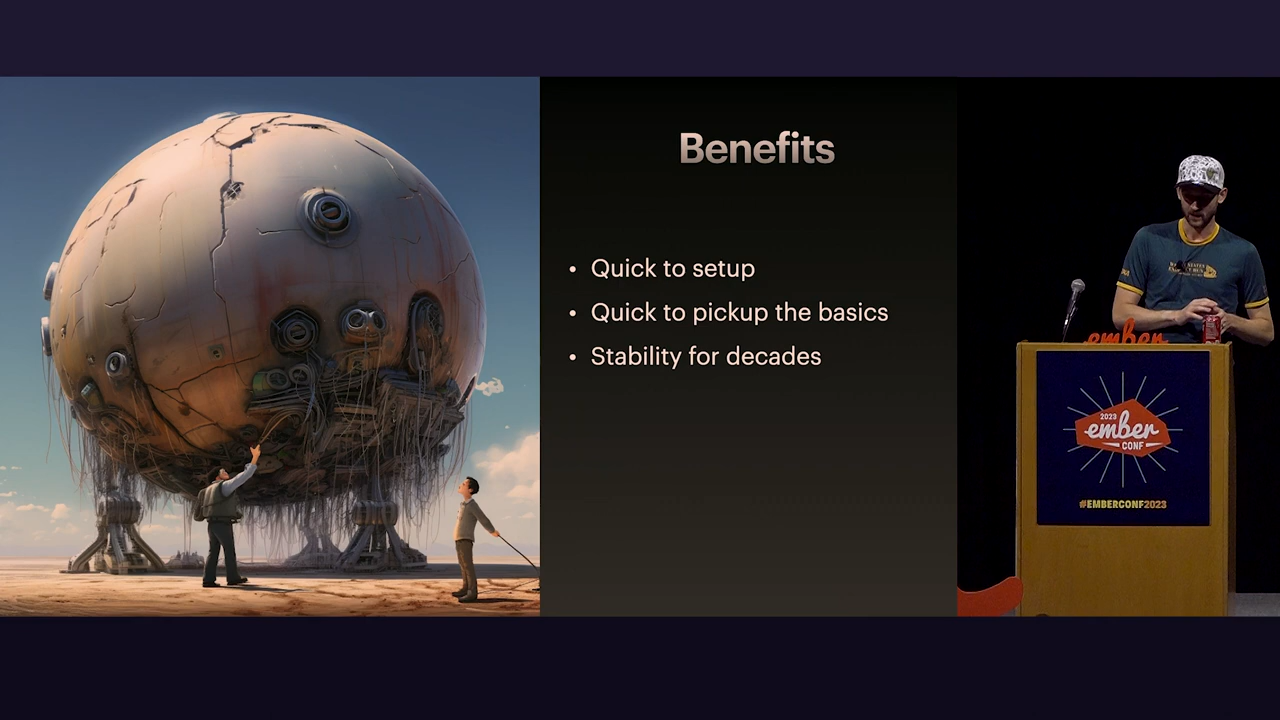 Benefits
• Quick to setup
• Quick to pickup the basics
• Stability for decades
ember
2023
ember
CONF
#EMBERCONF2023